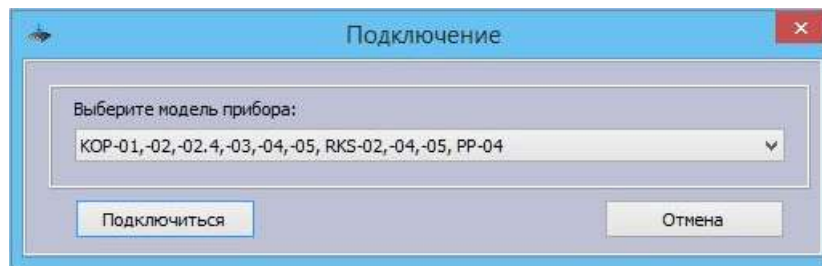 Подключение
Выберите модель прибора:
KOP-01,-02,-02.4,-03,-04,-05, RKS-02,-04,-05, PP-04
Подключиться
Отмена